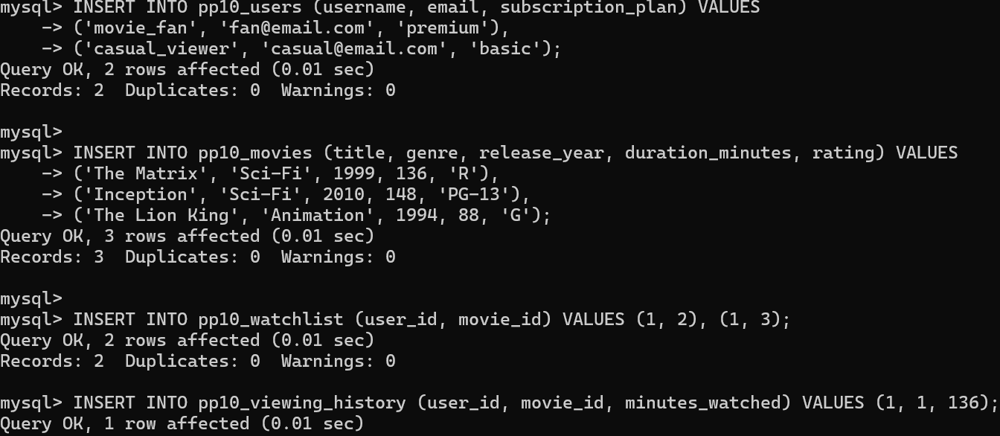 mysql> INSERT INTO pp10_users (username, email, subscription_plan) VALUES
    -> ('movie_fan', 'fan@email.com', 'premium'),
    -> ('casual_viewer', 'casual@email.com', 'basic');
Query OK, 2 rows affected (0.01 sec)
Records: 2  Duplicates: 0  Warnings: 0

mysql>
mysql> INSERT INTO pp10_movies (title, genre, release_year, duration_minutes, rating) VALUES
    -> ('The Matrix', 'Sci-Fi', 1999, 136, 'R'),
    -> ('Inception', 'Sci-Fi', 2010, 148, 'PG-13'),
    -> ('The Lion King', 'Animation', 1994, 88, 'G');
Query OK, 3 rows affected (0.01 sec)
Records: 3  Duplicates: 0  Warnings: 0

mysql>
mysql> INSERT INTO pp10_watchlist (user_id, movie_id) VALUES (1, 2), (1, 3);
Query OK, 2 rows affected (0.01 sec)
Records: 2  Duplicates: 0  Warnings: 0

mysql> INSERT INTO pp10_viewing_history (user_id, movie_id, minutes_watched) VALUES (1, 1, 136);
Query OK, 1 row affected (0.01 sec)